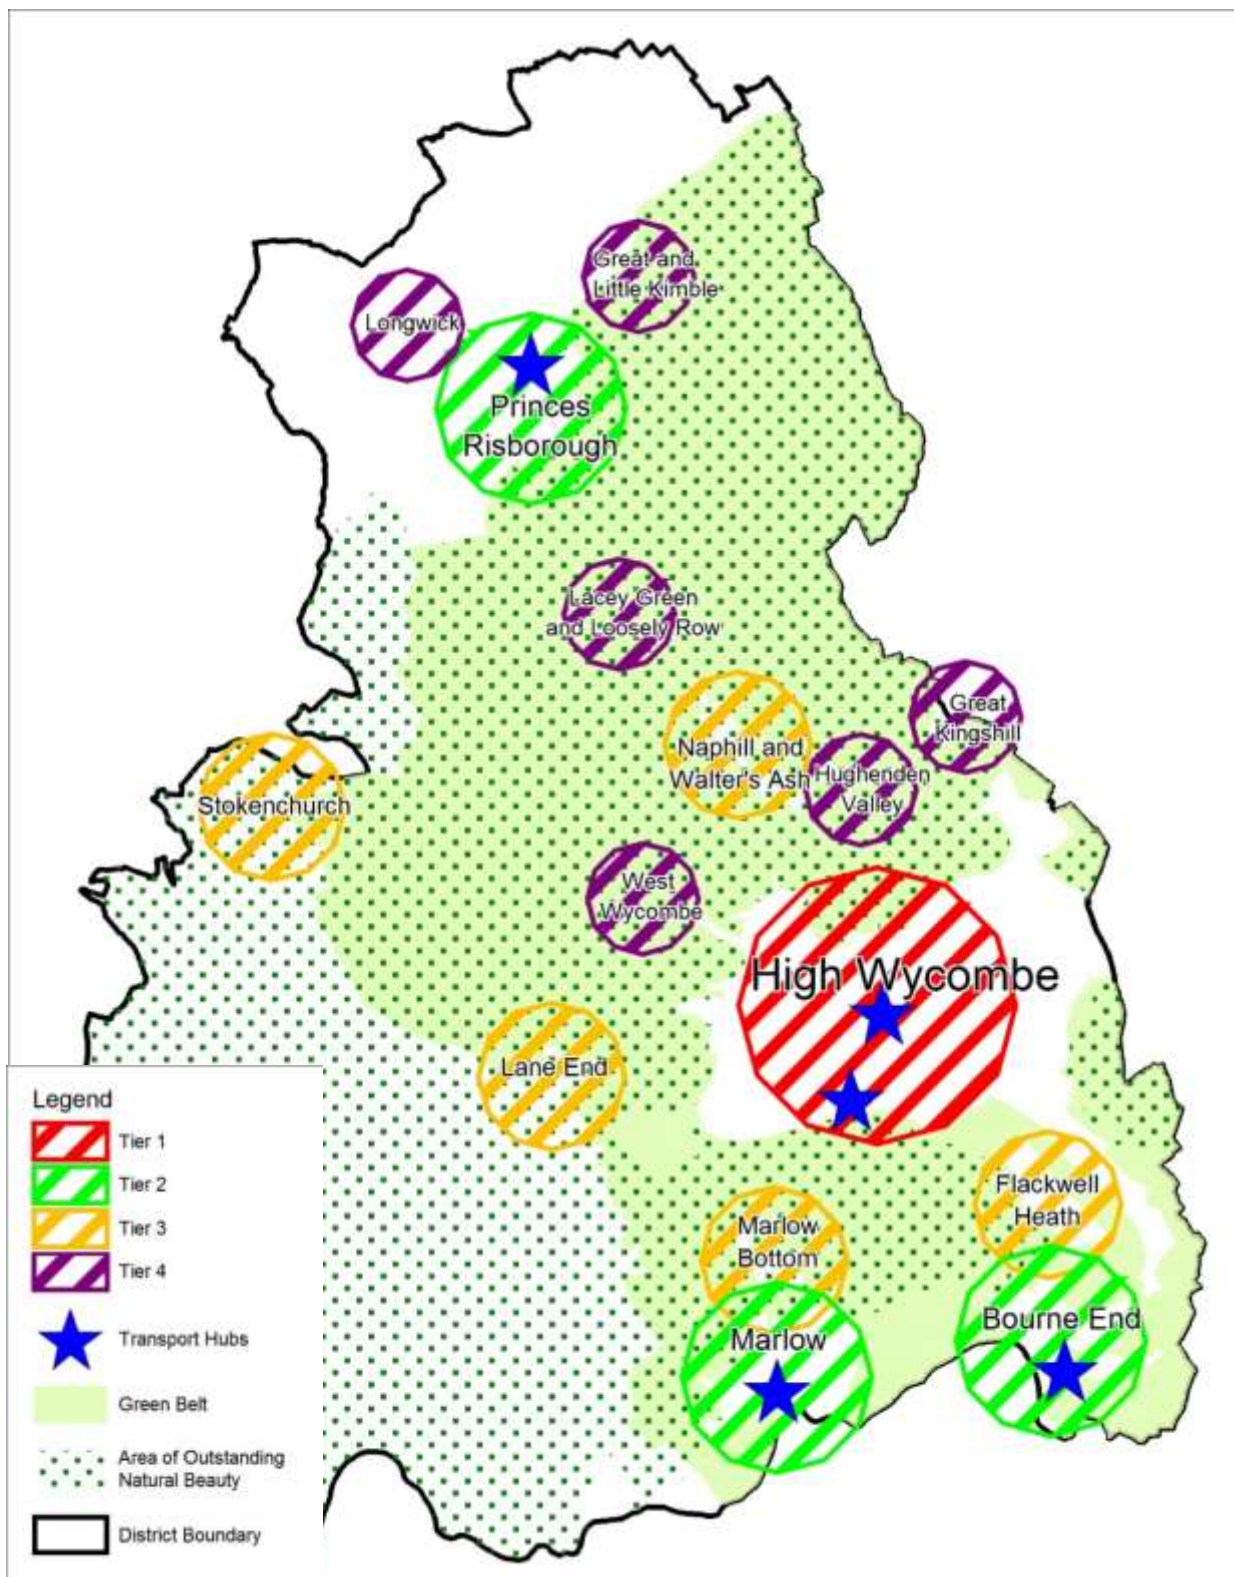 Great and
Little Kimble
Longwick
Princes
Risborough
Lacey Green
and Loosely Row
Great
Kingshill
Naphill and
Walter's Ash
Hughenden
Valley
Stokenchurch
West
Wycombe
High Wycombe
Lane End
Flackwell
Heath
Marlow
Bottom
Bourne End
Marlow
Legend
Tier 1
Tier 2
Tier 3
Tier 4
Transport Hubs
Green Belt
Area of Outstanding
Natural Beauty
District Boundary